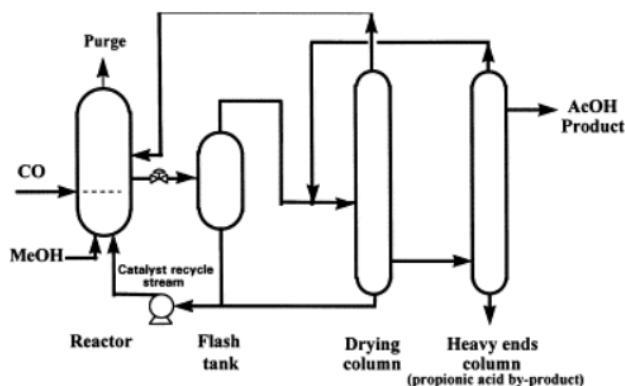 Purge
AcOH
Product
CO
MeOH
Catalyst recycle
stream
Reactor
Flash
tank
Drying
column
Heavy ends
column
(propionic acid by-product)